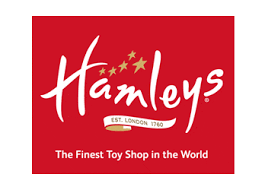 Hamleys®
EST. LONDON 1760
The Finest Toy Shop in the World